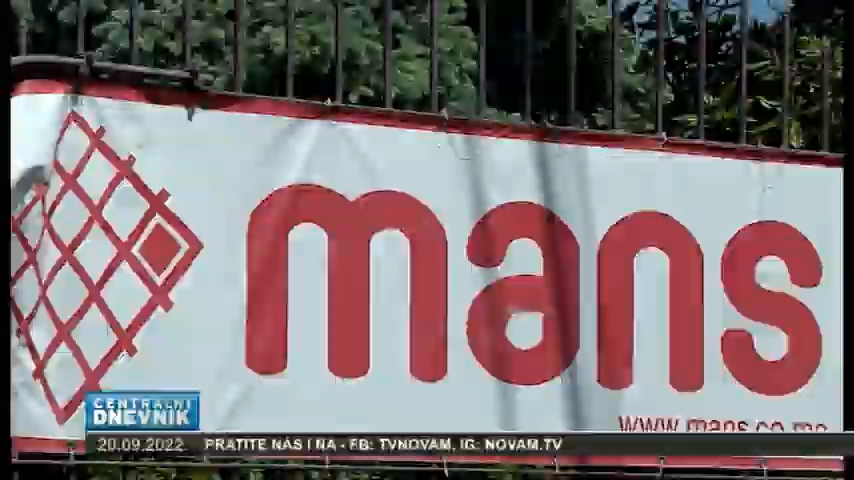 mans
www.mans.co.me
CENTRALNI
DNEVNIK
20.09.2022 PRATITE NAS I NA - FB: TVNOVAM, IG: NOVAM.TV